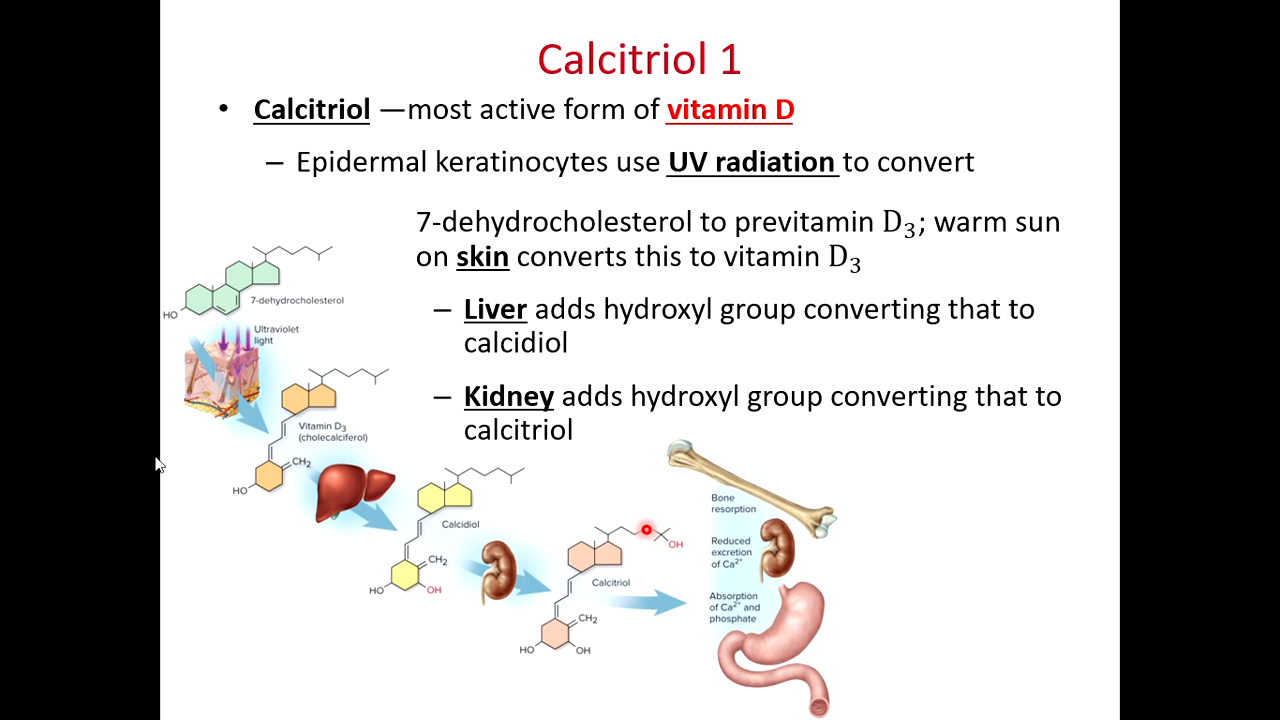 Calcitriol 1
• Calcitriol —most active form of vitamin D
– Epidermal keratinocytes use UV radiation to convert
7-dehydrocholesterol to previtamin D₃; warm sun
on skin converts this to vitamin D₃
– Liver adds hydroxyl group converting that to
calcidiol
– Kidney adds hydroxyl group converting that to
calcitriol
HO
7-dehydrocholesterol
Ultraviolet
light
Vitamin D₃
(cholecalciferol)
CH₂
HO
Calcidiol
CH₂
HO
OH
OH
Calcitriol
CH₂
HO
OH
Bone
resorption
Reduced
excretion
of Ca²⁺
Absorption
of Ca²⁺ and
phosphate